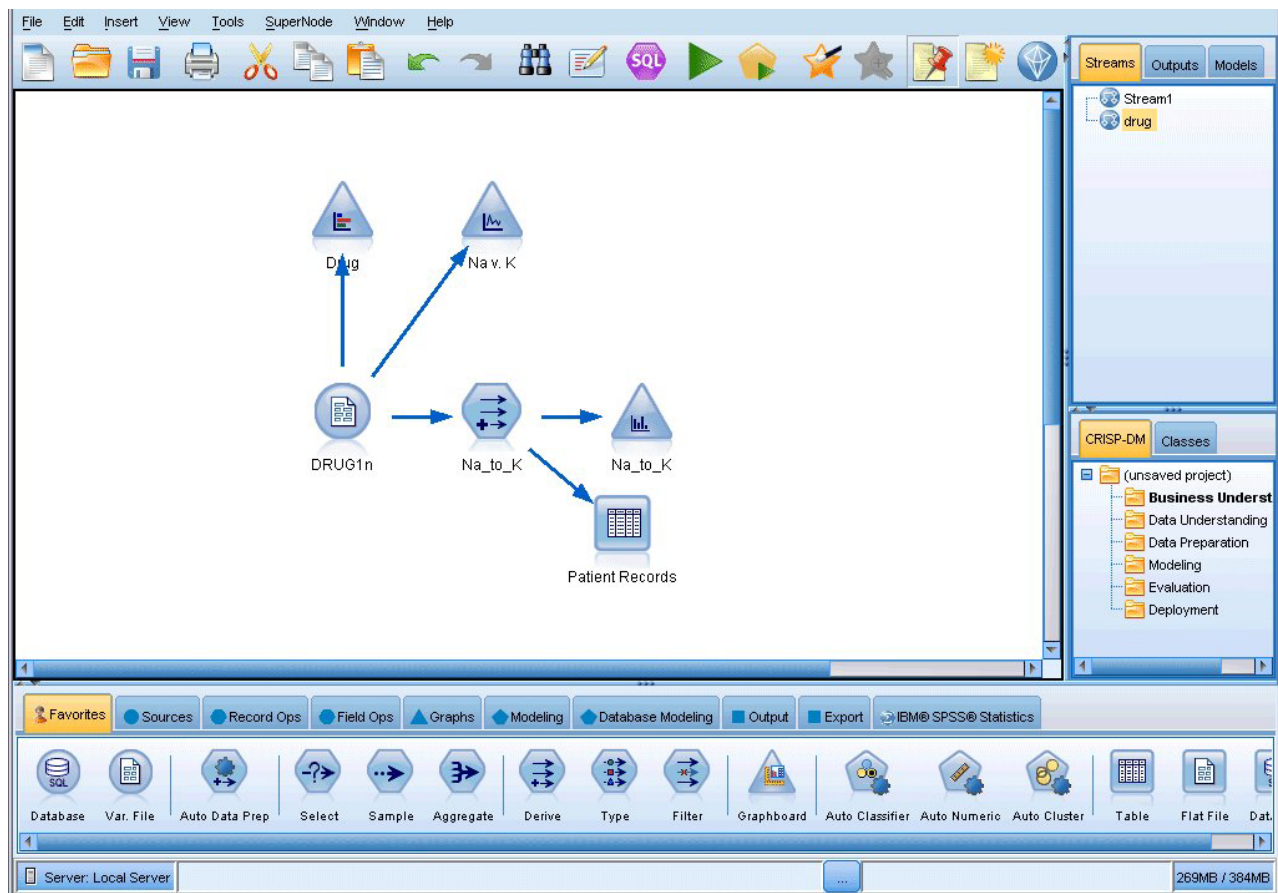 File Edit Insert View Tools SuperNode Window Help
SQL
Streams Outputs Models
Stream1
drug
Drug
Na v. K
DRUG1n
Na_to_K
Na_to_K
Patient Records
CRISP-DM Classes
(unsaved project)
Business Underst
Data Understanding
Data Preparation
Modeling
Evaluation
Deployment
Favorites Sources Record Ops Field Ops Graphs Modeling Database Modeling Output Export IBM® SPSS® Statistics
SQL
Database Var. File Auto Data Prep Select Sample Aggregate Derive Type Filter Graphboard Auto Classifier Auto Numeric Auto Cluster Table Flat File Dat.
Server: Local Server ... 269MB / 384MB